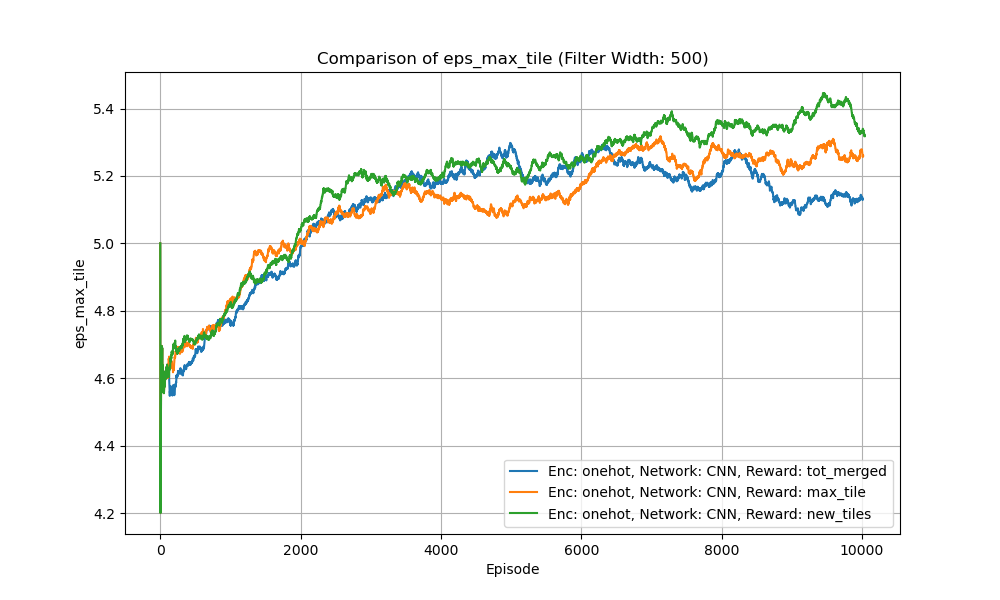 Comparison of eps_max_tile (Filter Width: 500)
eps_max_tile
5.4
5.2
5.0
4.8
4.6
4.4
4.2
Enc: onehot, Network: CNN, Reward: tot_merged
Enc: onehot, Network: CNN, Reward: max_tile
Enc: onehot, Network: CNN, Reward: new_tiles
0 2000 4000 6000 8000 10000
Episode